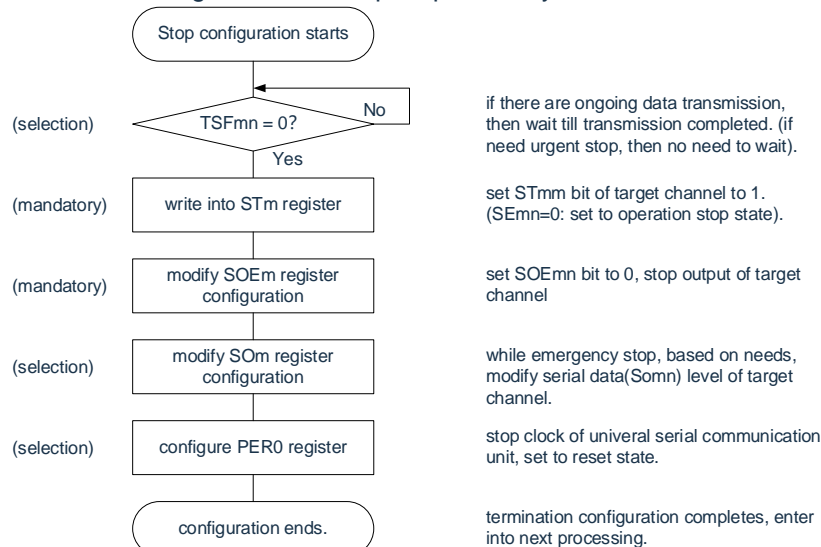 Stop configuration starts
(selection)
TSFmn = 0?
No
Yes
if there are ongoing data transmission,
then wait till transmission completed. (if
need urgent stop, then no need to wait).
(mandatory)
write into STm register
set STmm bit of target channel to 1.
(SEmn=0: set to operation stop state).
(mandatory)
modify SOEm register
configuration
set SOEmn bit to 0, stop output of target
channel
(selection)
modify SOm register
Configuration
while emergency stop, based on needs,
modify serial data(Somn) level of target
channel.
(selection)
configure PER0 register
stop clock of univeral serial communication
unit, set to reset state.
configuration ends.
termination configuration completes, enter
into next processing.